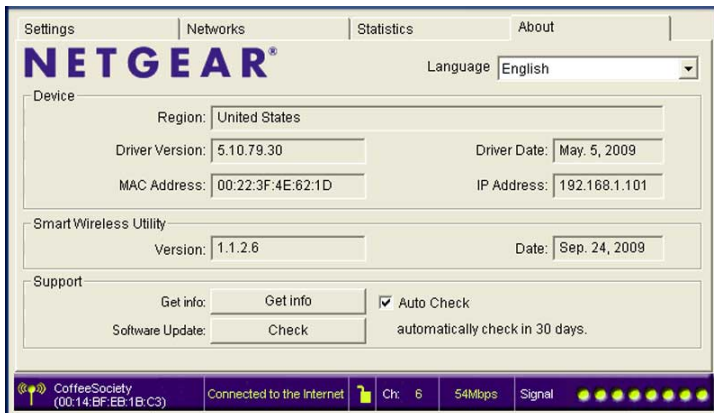 Settings Networks Statistics About
NETGEAR®
Language English
Device
Region: United States
Driver Version: 5.10.79.30 Driver Date: May. 5, 2009
MAC Address: 00:22:3F:4E:62:1D IP Address: 192.168.1.101
Smart Wireless Utility
Version: 1.1.2.6 Date: Sep. 24, 2009
Support
Get info: Get info Auto Check
Software Update: Check automatically check in 30 days.
CoffeeSociety
(00:14:BF:EB:1B:C3) Connected to the Internet Ch: 6 54Mbps Signal